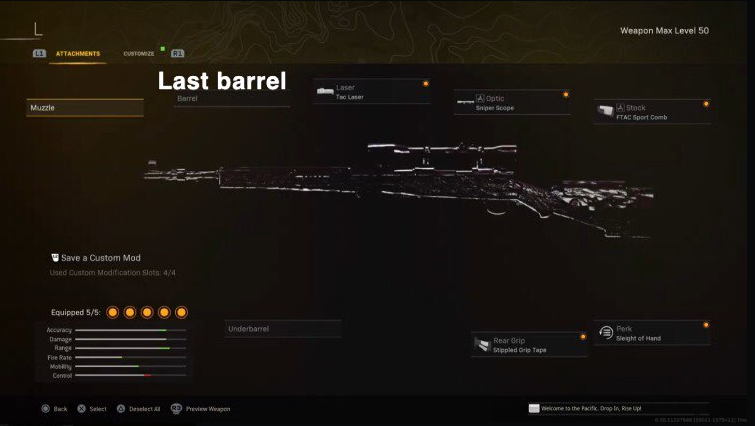 Weapon Max Level 50
L1 ATTACHMENTS CUSTOMIZE R1
Last barrel
Muzzle
Barrel
Laser
Tac Laser
Optic
Sniper Scope
Stock
FTAC Sport Comb
Save a Custom Mod
Used Custom Modification Slots: 4/4
Equipped 5/5:
Accuracy
Damage
Range
Fire Rate
Mobility
Control
Underbarrel
Rear Grip
Stippled Grip Tape
Perk
Sleight of Hand
Back Select Deselect All R3 Preview Weapon
Welcome to the Pacific. Drop In, Rise Up!